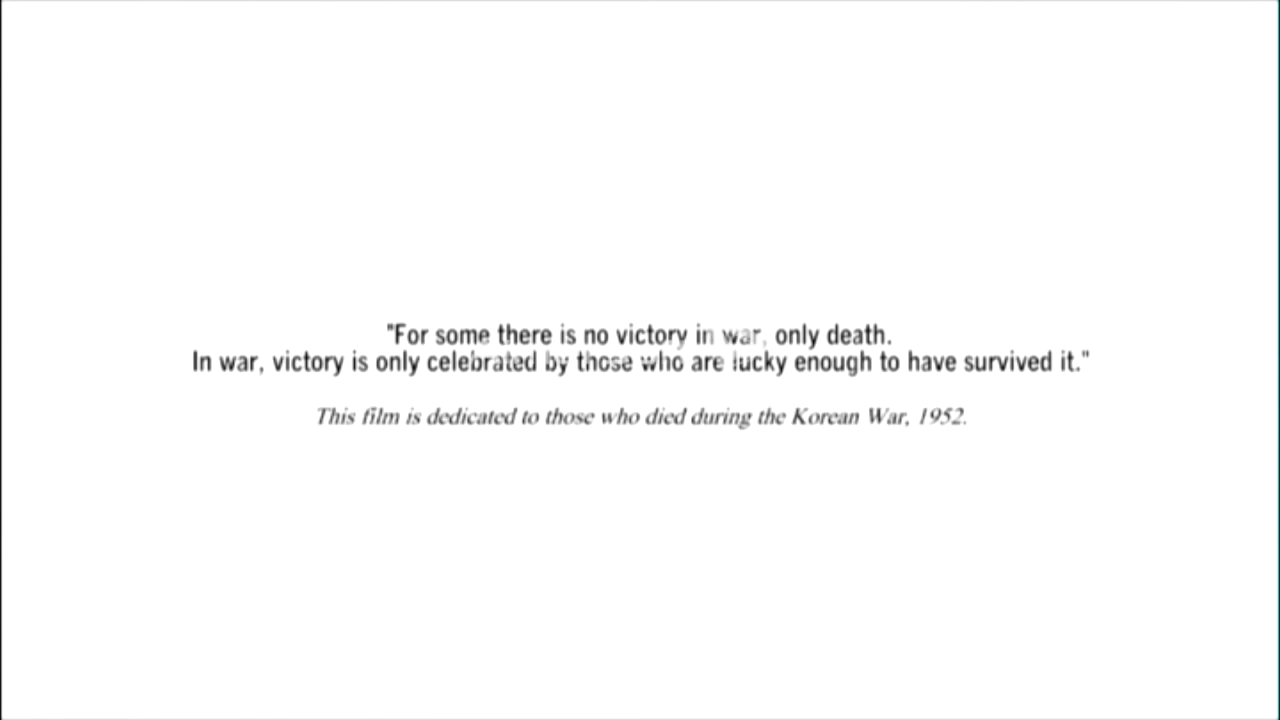 "For some there is no victory in war, only death.
In war, victory is only celebrated by those who are lucky enough to have survived it."
This film is dedicated to those who died during the Korean War, 1952.